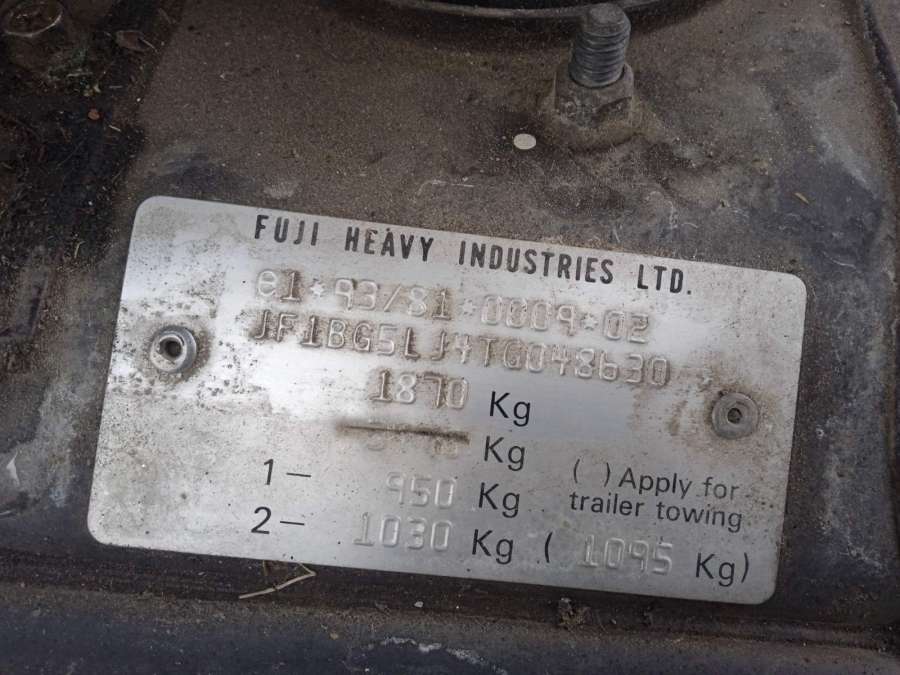 FUJI HEAVY INDUSTRIES LTD.
e1*93/81*0009*02
JF1BG5LJ4TG048630
1870 Kg
Kg
1– 950 Kg ( ) Apply for
trailer towing
2– 1030 Kg ( 1095 Kg)